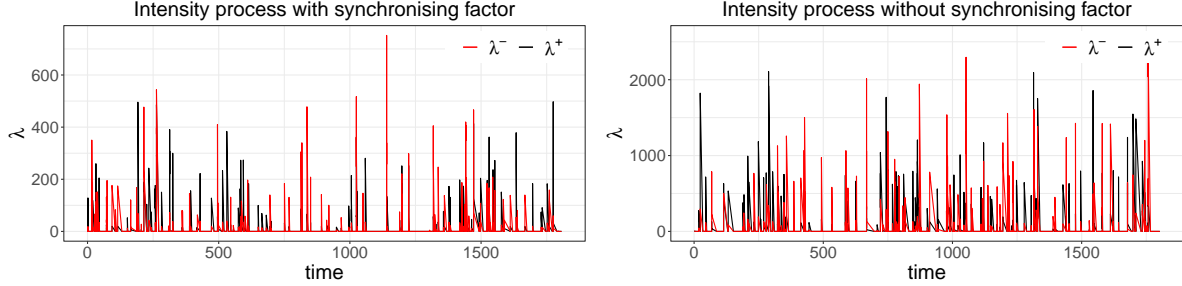 Intensity process with synchronising factor
λ⁻ λ⁺
600
400
200
0
λ
0 500 1000 1500
time
Intensity process without synchronising factor
λ⁻ λ⁺
2000
1000
0
λ
0 500 1000 1500
time